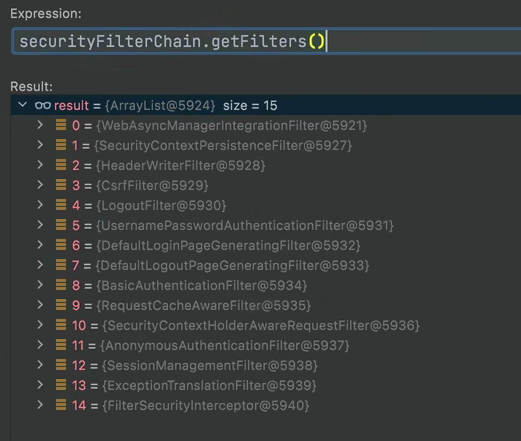 Expression:
securityFilterChain.getFilters()
Result:
result = {ArrayList@5924} size = 15
0 = {WebAsyncManagerIntegrationFilter@5921}
1 = {SecurityContextPersistenceFilter@5927}
2 = {HeaderWriterFilter@5928}
3 = {CsrfFilter@5929}
4 = {LogoutFilter@5930}
5 = {UsernamePasswordAuthenticationFilter@5931}
6 = {DefaultLoginPageGeneratingFilter@5932}
7 = {DefaultLogoutPageGeneratingFilter@5933}
8 = {BasicAuthenticationFilter@5934}
9 = {RequestCacheAwareFilter@5935}
10 = {SecurityContextHolderAwareRequestFilter@5936}
11 = {AnonymousAuthenticationFilter@5937}
12 = {SessionManagementFilter@5938}
13 = {ExceptionTranslationFilter@5939}
14 = {FilterSecurityInterceptor@5940}